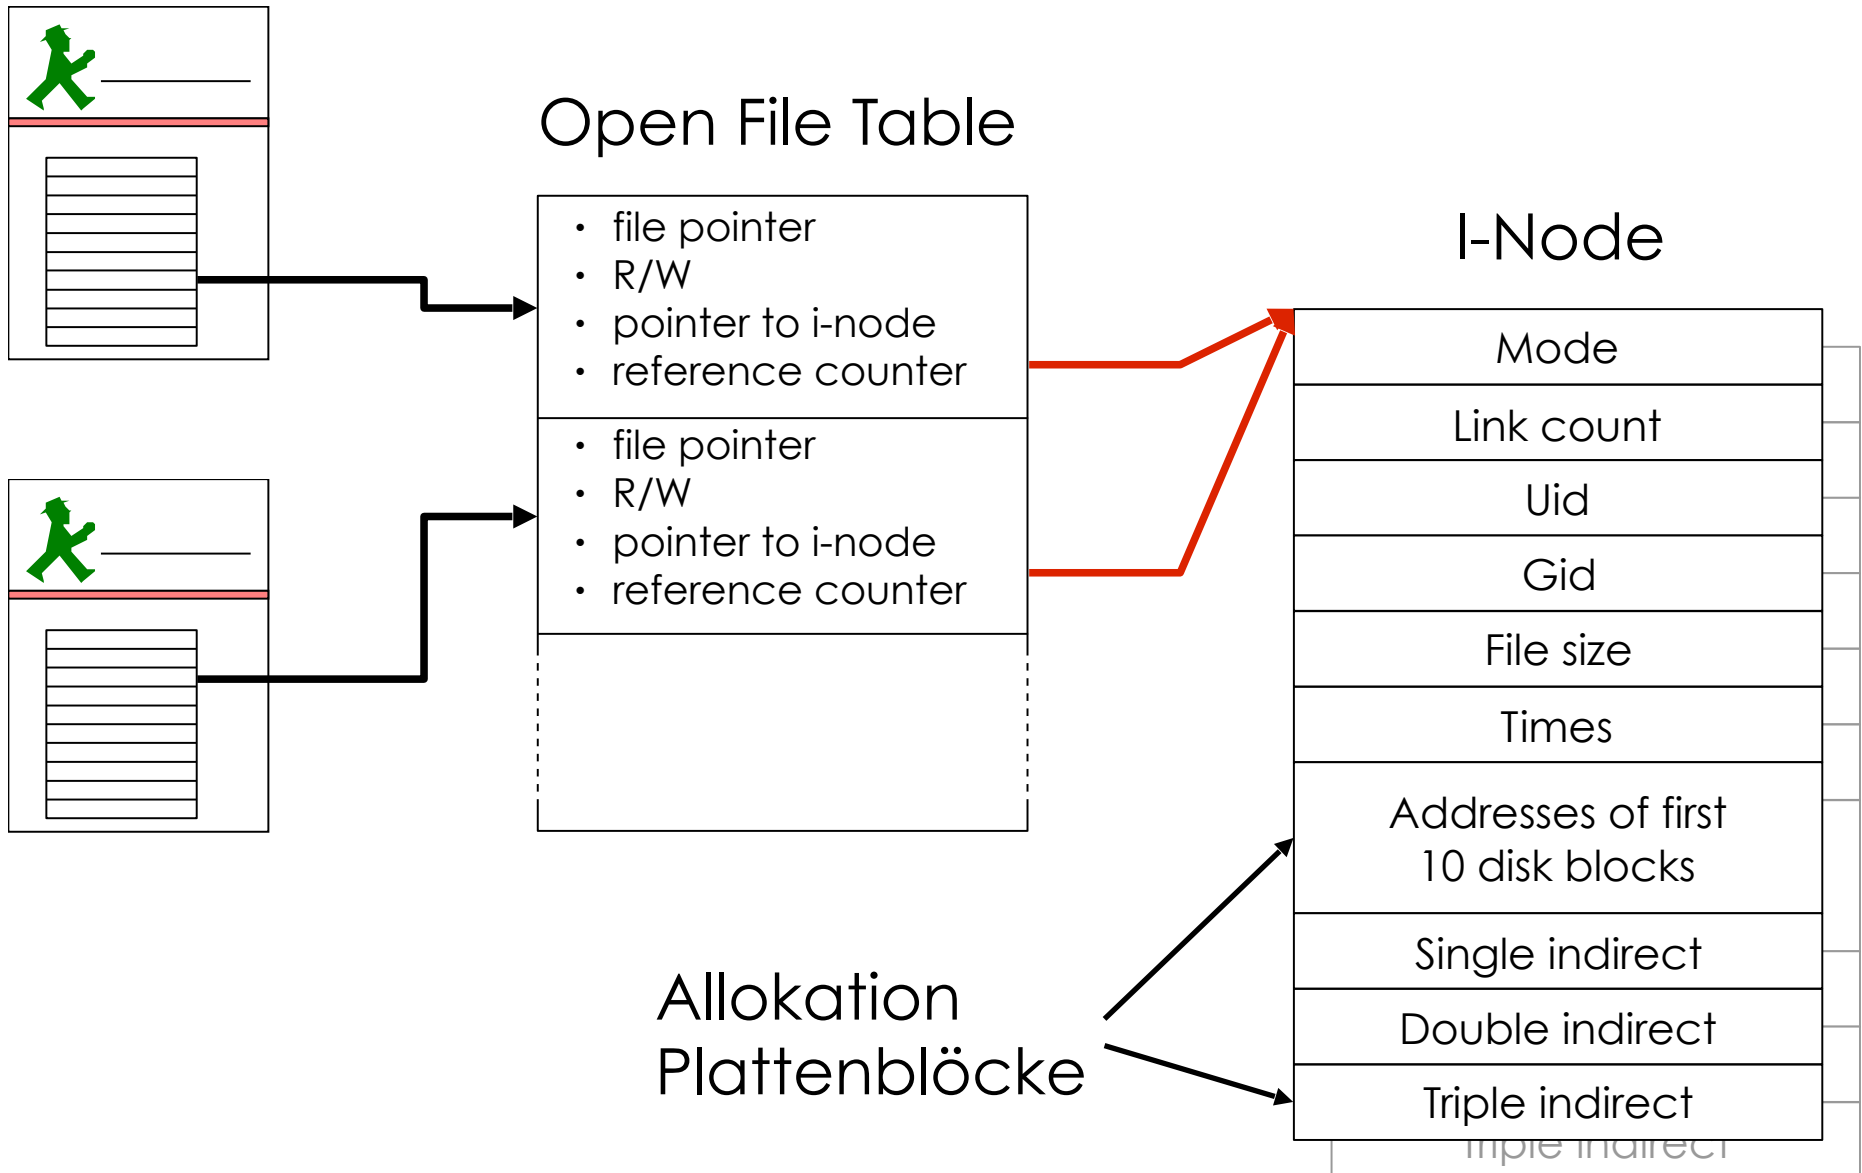 Open File Table
• file pointer
• R/W
• pointer to i-node
• reference counter
• file pointer
• R/W
• pointer to i-node
• reference counter
I-Node
Mode
Link count
Uid
Gid
File size
Times
Addresses of first
10 disk blocks
Single indirect
Double indirect
Triple indirect
Triple indirect
Allokation
Plattenblöcke